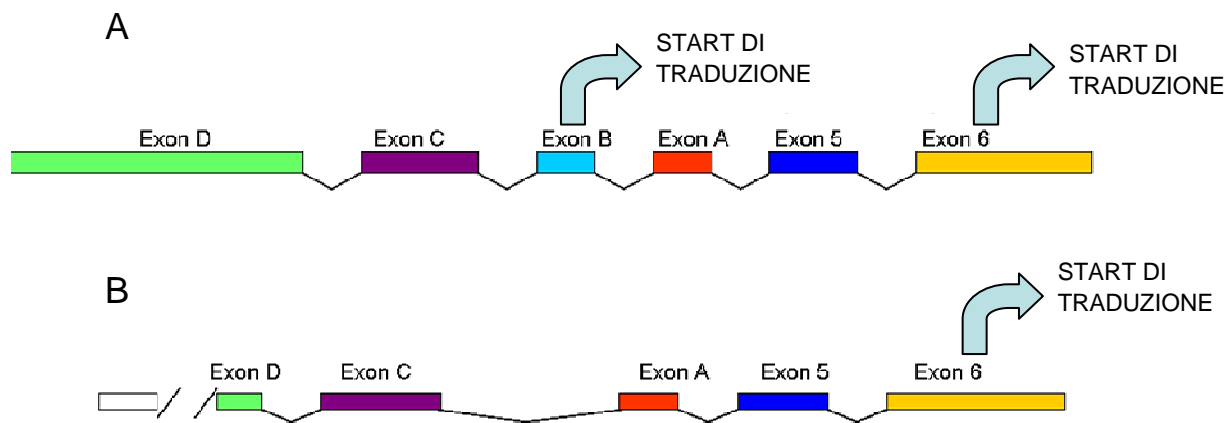 A
START DI
TRADUZIONE
START DI
TRADUZIONE
Exon D
Exon C
Exon B
Exon A
Exon 5
Exon 6
B
START DI
TRADUZIONE
Exon D
Exon C
Exon A
Exon 5
Exon 6